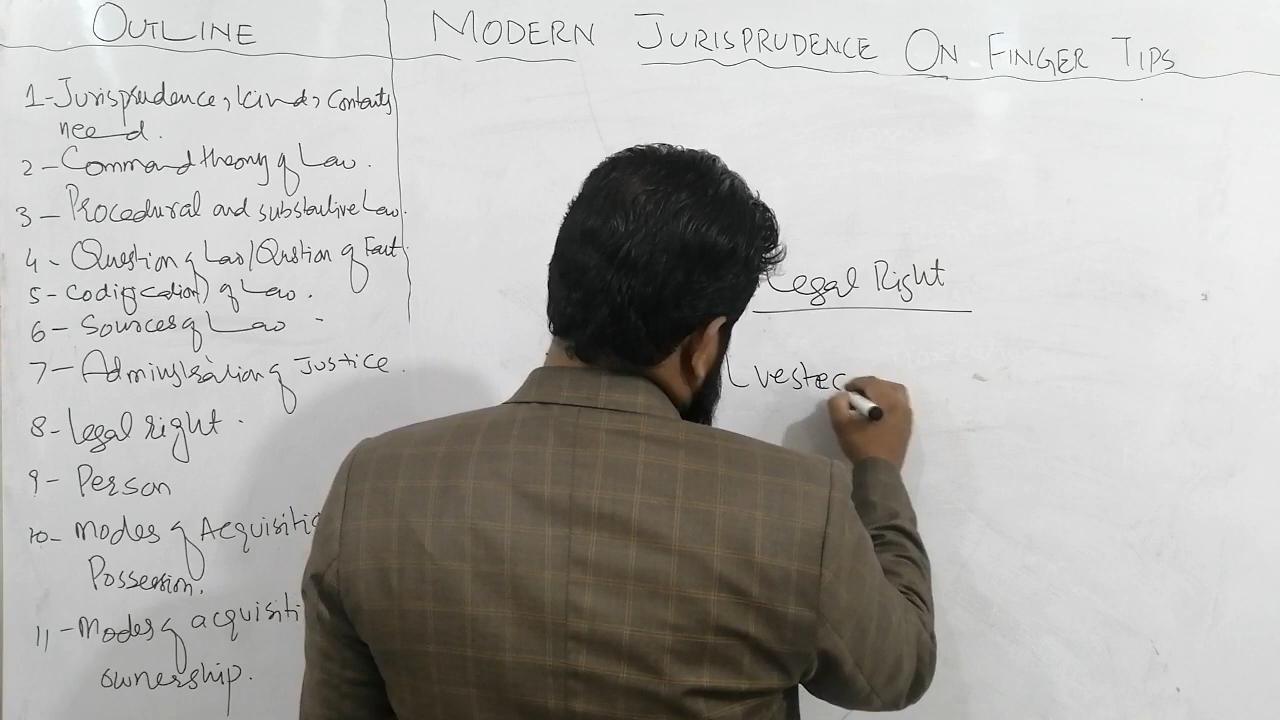 OUTLINE
MODERN JURISPRUDENCE ON FINGER TIPS
1-Jurisprudence, kinds, contents
need.
2-Command theory of Law.
3-Procedural and substantive Law.
4-Question of Law/Qustion of Fact.
5-Codification of Law.
6-Sources of Law
7-Administration of Justice.
8-Legal right.
9-Person
10-Modes of Acquisitio
Possession.
11-Modes of acquisiti
ownership.
Legal Right
vestec